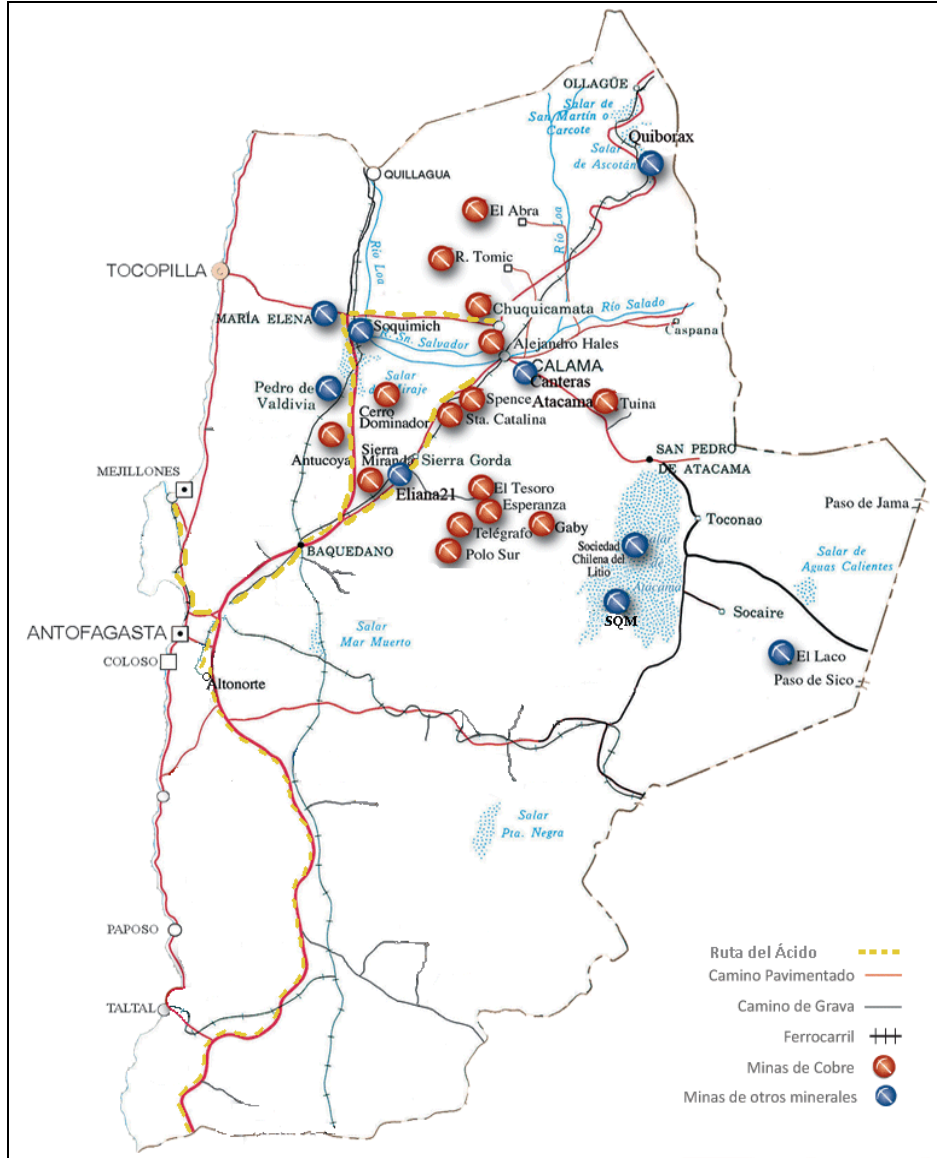 OLLAGÜE
Salar de
San Martín o
Carcote
Quiborax
Salar
de Ascotán
QUILLAGUA
El Abra
Río Loa
Río Loa
R. Tomic
TOCOPILLA
Chuquicamata
Río Salado
MARÍA ELENA
Soquimich
R. Sn. Salvador
Caspana
Alejandro Hales
CALAMA
Canteras
Atacama
Salar
Pedro de
Valdivia
Cerro
Dominador
Spence
Sta. Catalina
Tuina
Antucoya
Sierra
Miranda
Sierra Gorda
SAN PEDRO
DE ATACAMA
MEJILLONES
Eliana21
El Tesoro
Esperanza
Paso de Jama
Telégrafo
Gaby
Toconao
BAQUEDANO
Polo Sur
Sociedad
Chilena del
Litio
Salar de
Aguas Calientes
Atacama
SQM
Socaire
ANTOFAGASTA
Salar
Mar Muerto
COLOSO
El Laco
Altonorte
Paso de Sico
Salar
Pta. Negra
PAPOSO
TALTAL
Ruta del Ácido
Camino Pavimentado
Camino de Grava
Ferrocarril
Minas de Cobre
Minas de otros minerales